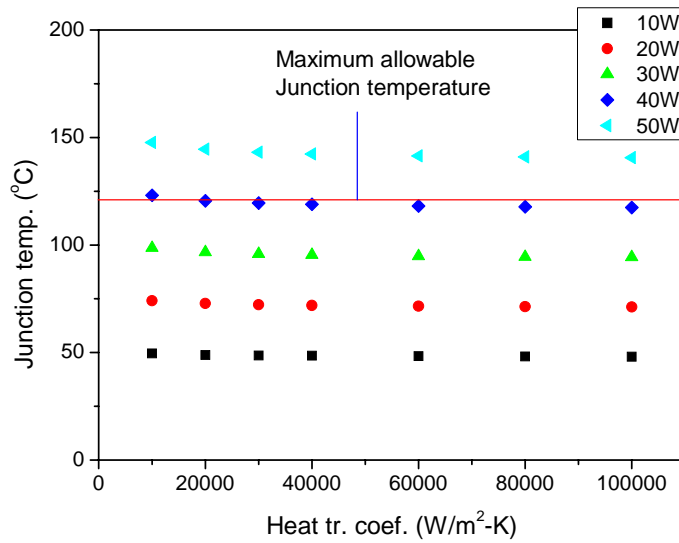 200
150
100
50
0
Junction temp. (°C)
Maximum allowable
Junction temperature
10W
20W
30W
40W
50W
0 20000 40000 60000 80000 100000
Heat tr. coef. (W/m²-K)